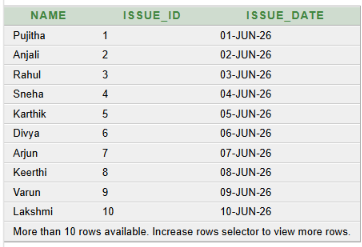 NAME ISSUE_ID ISSUE_DATE
Pujitha 1 01-JUN-26
Anjali 2 02-JUN-26
Rahul 3 03-JUN-26
Sneha 4 04-JUN-26
Karthik 5 05-JUN-26
Divya 6 06-JUN-26
Arjun 7 07-JUN-26
Keerthi 8 08-JUN-26
Varun 9 09-JUN-26
Lakshmi 10 10-JUN-26
More than 10 rows available. Increase rows selector to view more rows.